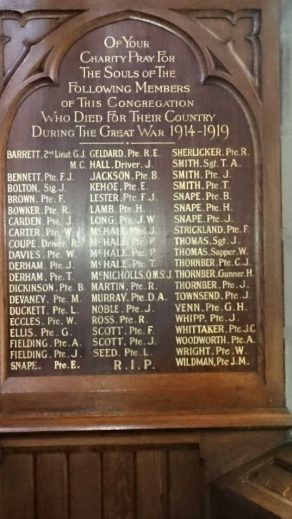 OF YOUR
CHARITY PRAY FOR
THE SOULS OF THE
FOLLOWING MEMBERS
OF THIS CONGREGATION
WHO DIED FOR THEIR COUNTRY
DURING THE GREAT WAR 1914-1919
BARRETT. 2nd Lieut G.J.
M.C.
BENNETT. Pte. J.
BOLTON. Sig. J.
BROWN. Pte. F.
BOWKER. Pte. R.
CARDEN. Pte. J.
CARTER. Pte. W.
COUPE. Driver. R.
DAVIES. Pte. W.
DERHAM. Pte. J.
DERHAM. Pte. T.
DICKINSON. Pte. B.
DEVANEY. Pte. M.
DUCKETT. Pte. L.
ECCLES. Pte. W.
ELLIS. Pte. G.
FIELDING. Pte. A.
FIELDING. Pte. J.
SNAPE. Pte. E.
GELDARD. Pte. R.E.
HALL. Driver. J.
JACKSON. Pte. B.
KEHOE. Pte. E.
LESTER. Pte. F.J.
LAMB. Pte. H.
LONG. Pte. J.W.
McHALE. Pte.
McHALE. Pte.
McHALE. Pte.
McHALE. Pte. T.
McNICHOLLS. Q.M.S.J.
MARTIN. Pte. R.
MURRAY. Pte. D.A.
NOBLE. Pte. J.
ROSS. Pte. R.
SCOTT. Pte. F.
SCOTT. Pte. J.
SEED. Pte. L.
R.I.P.
SHERLICKER. Pte. R.
SMITH. Sgt. T.A.
SMITH. Pte. J.
SMITH. Pte. T.
SNAPE. Pte. B.
SNAPE. Pte. H.
SNAPE. Pte. J.
STRICKLAND. Pte. F.
THOMAS. Sgt. J.
THOMAS. Sapper. W.
THORNBER. Pte. C.J.
THORNBER. Gunner. H.
THORNBER. Pte. J.
TOWNSEND. Pte. J.
VENN. Pte. G.H.
WHIPP. Pte. J.
WHITTAKER. Pte. J.C.
WOODWORTH. Pte. A.
WRIGHT. Pte. W.
WILDMAN. Pte. J.M.